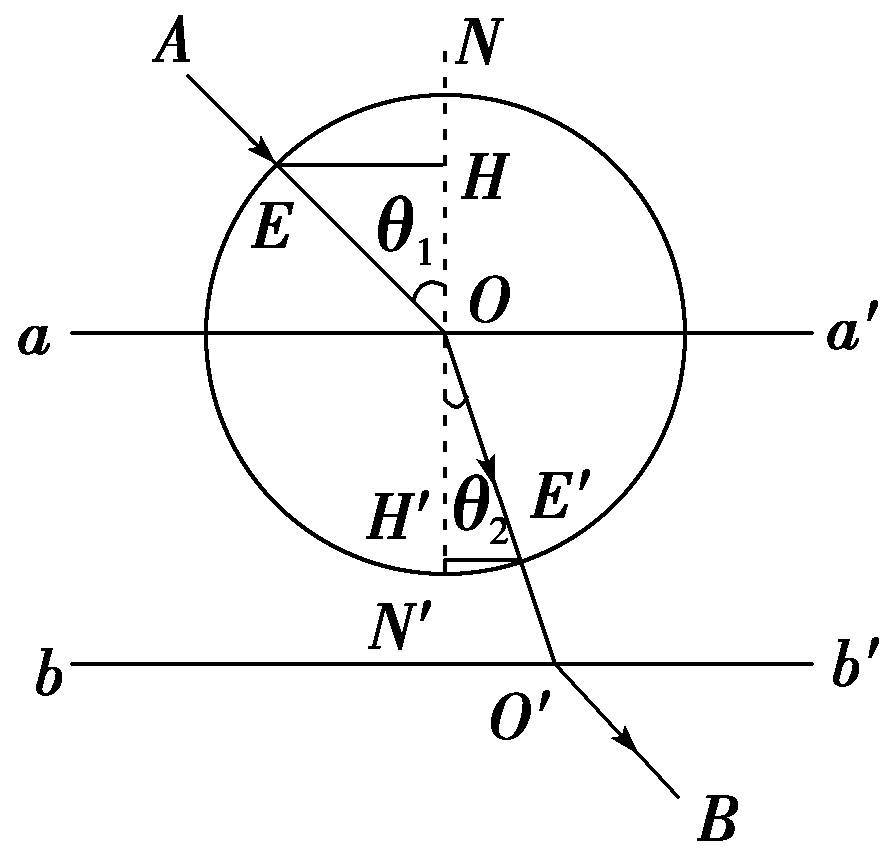 A N
H
E θ₁
O
a a′
H′ θ₂ E′
N′
b b′
O′
B